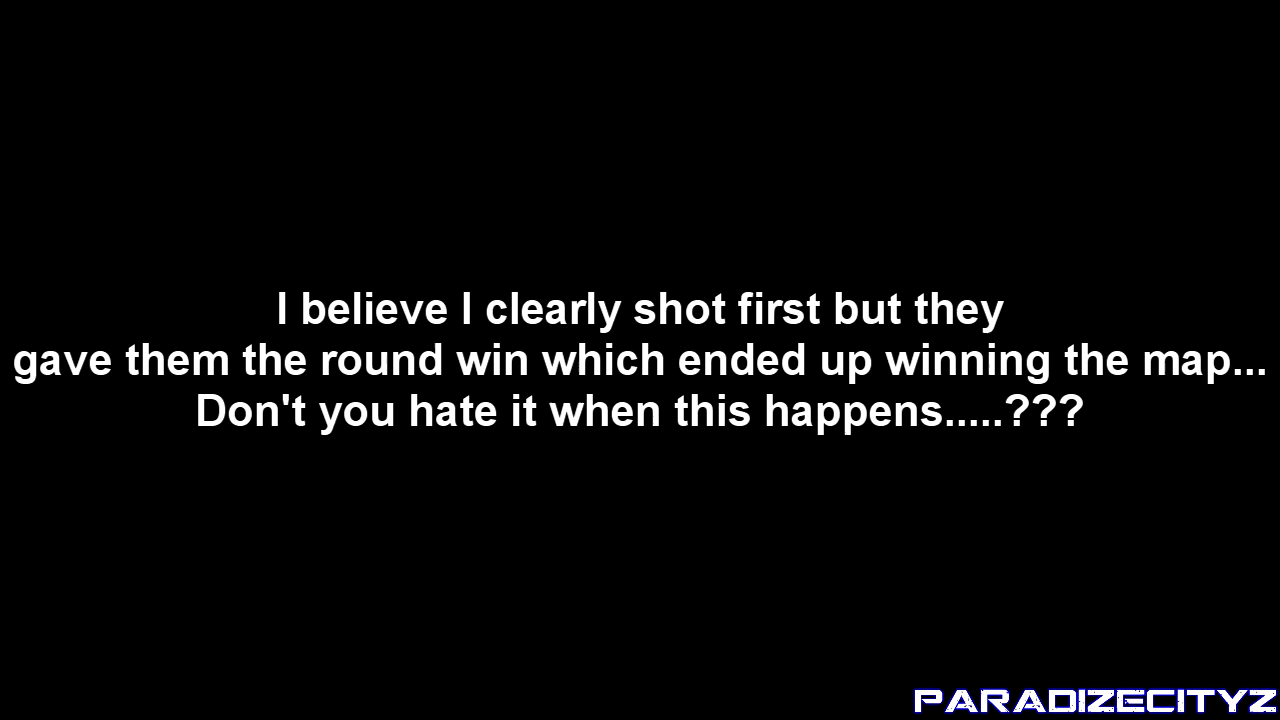 I believe I clearly shot first but they
gave them the round win which ended up winning the map...
Don't you hate it when this happens.....???
PARADIZECITYZ